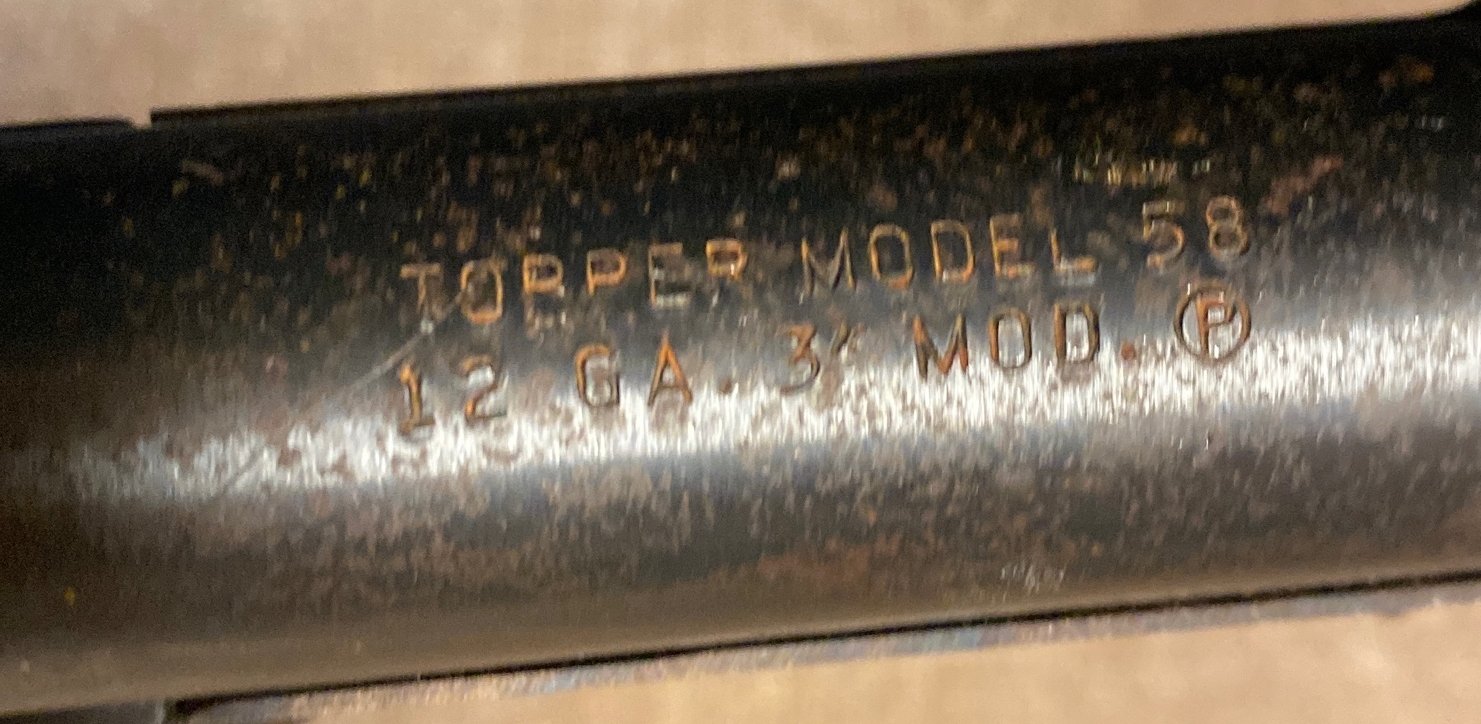 TOPPER MODEL 58
12 GA. 3" MOD. Ⓟ